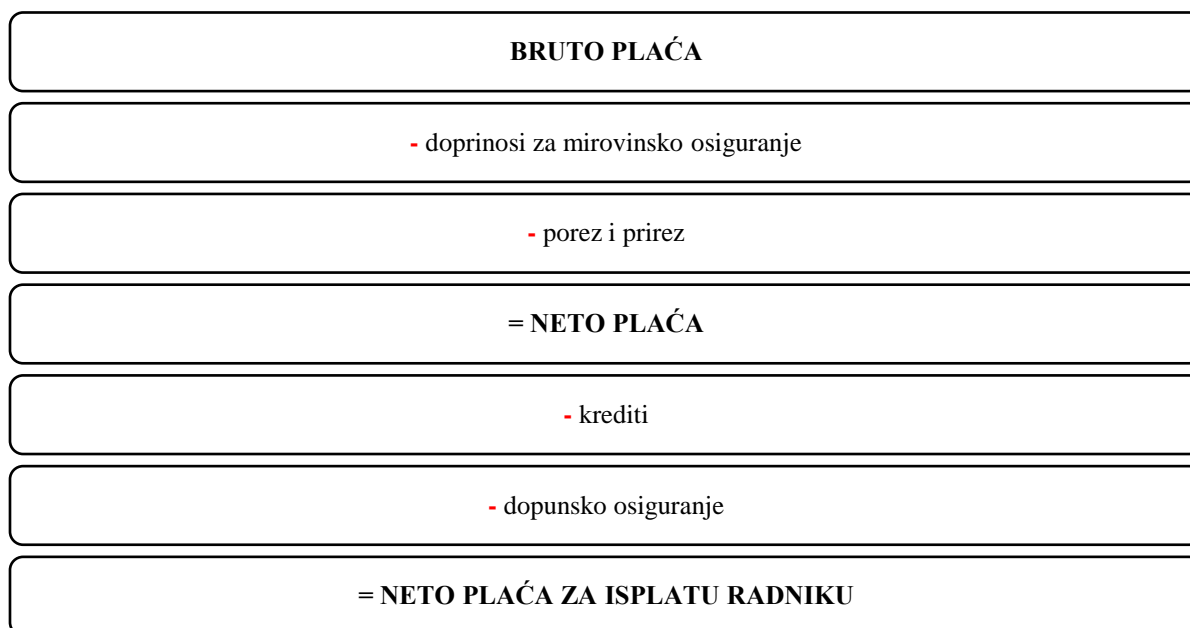 BRUTO PLAĆA
- doprinosi za mirovinsko osiguranje
- porez i prirez
= NETO PLAĆA
- krediti
- dopunsko osiguranje
= NETO PLAĆA ZA ISPLATU RADNIKU